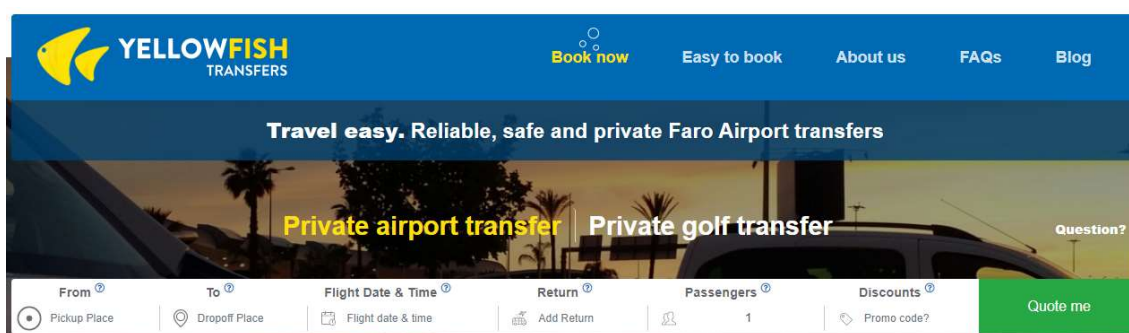 YELLOWFISH
TRANSFERS
Book now Easy to book About us FAQs Blog
Travel easy. Reliable, safe and private Faro Airport transfers
Private airport transfer Private golf transfer
Question?
From To Flight Date & Time Return Passengers Discounts
Pickup Place Dropoff Place Flight date & time Add Return 1 Promo code?
Quote me